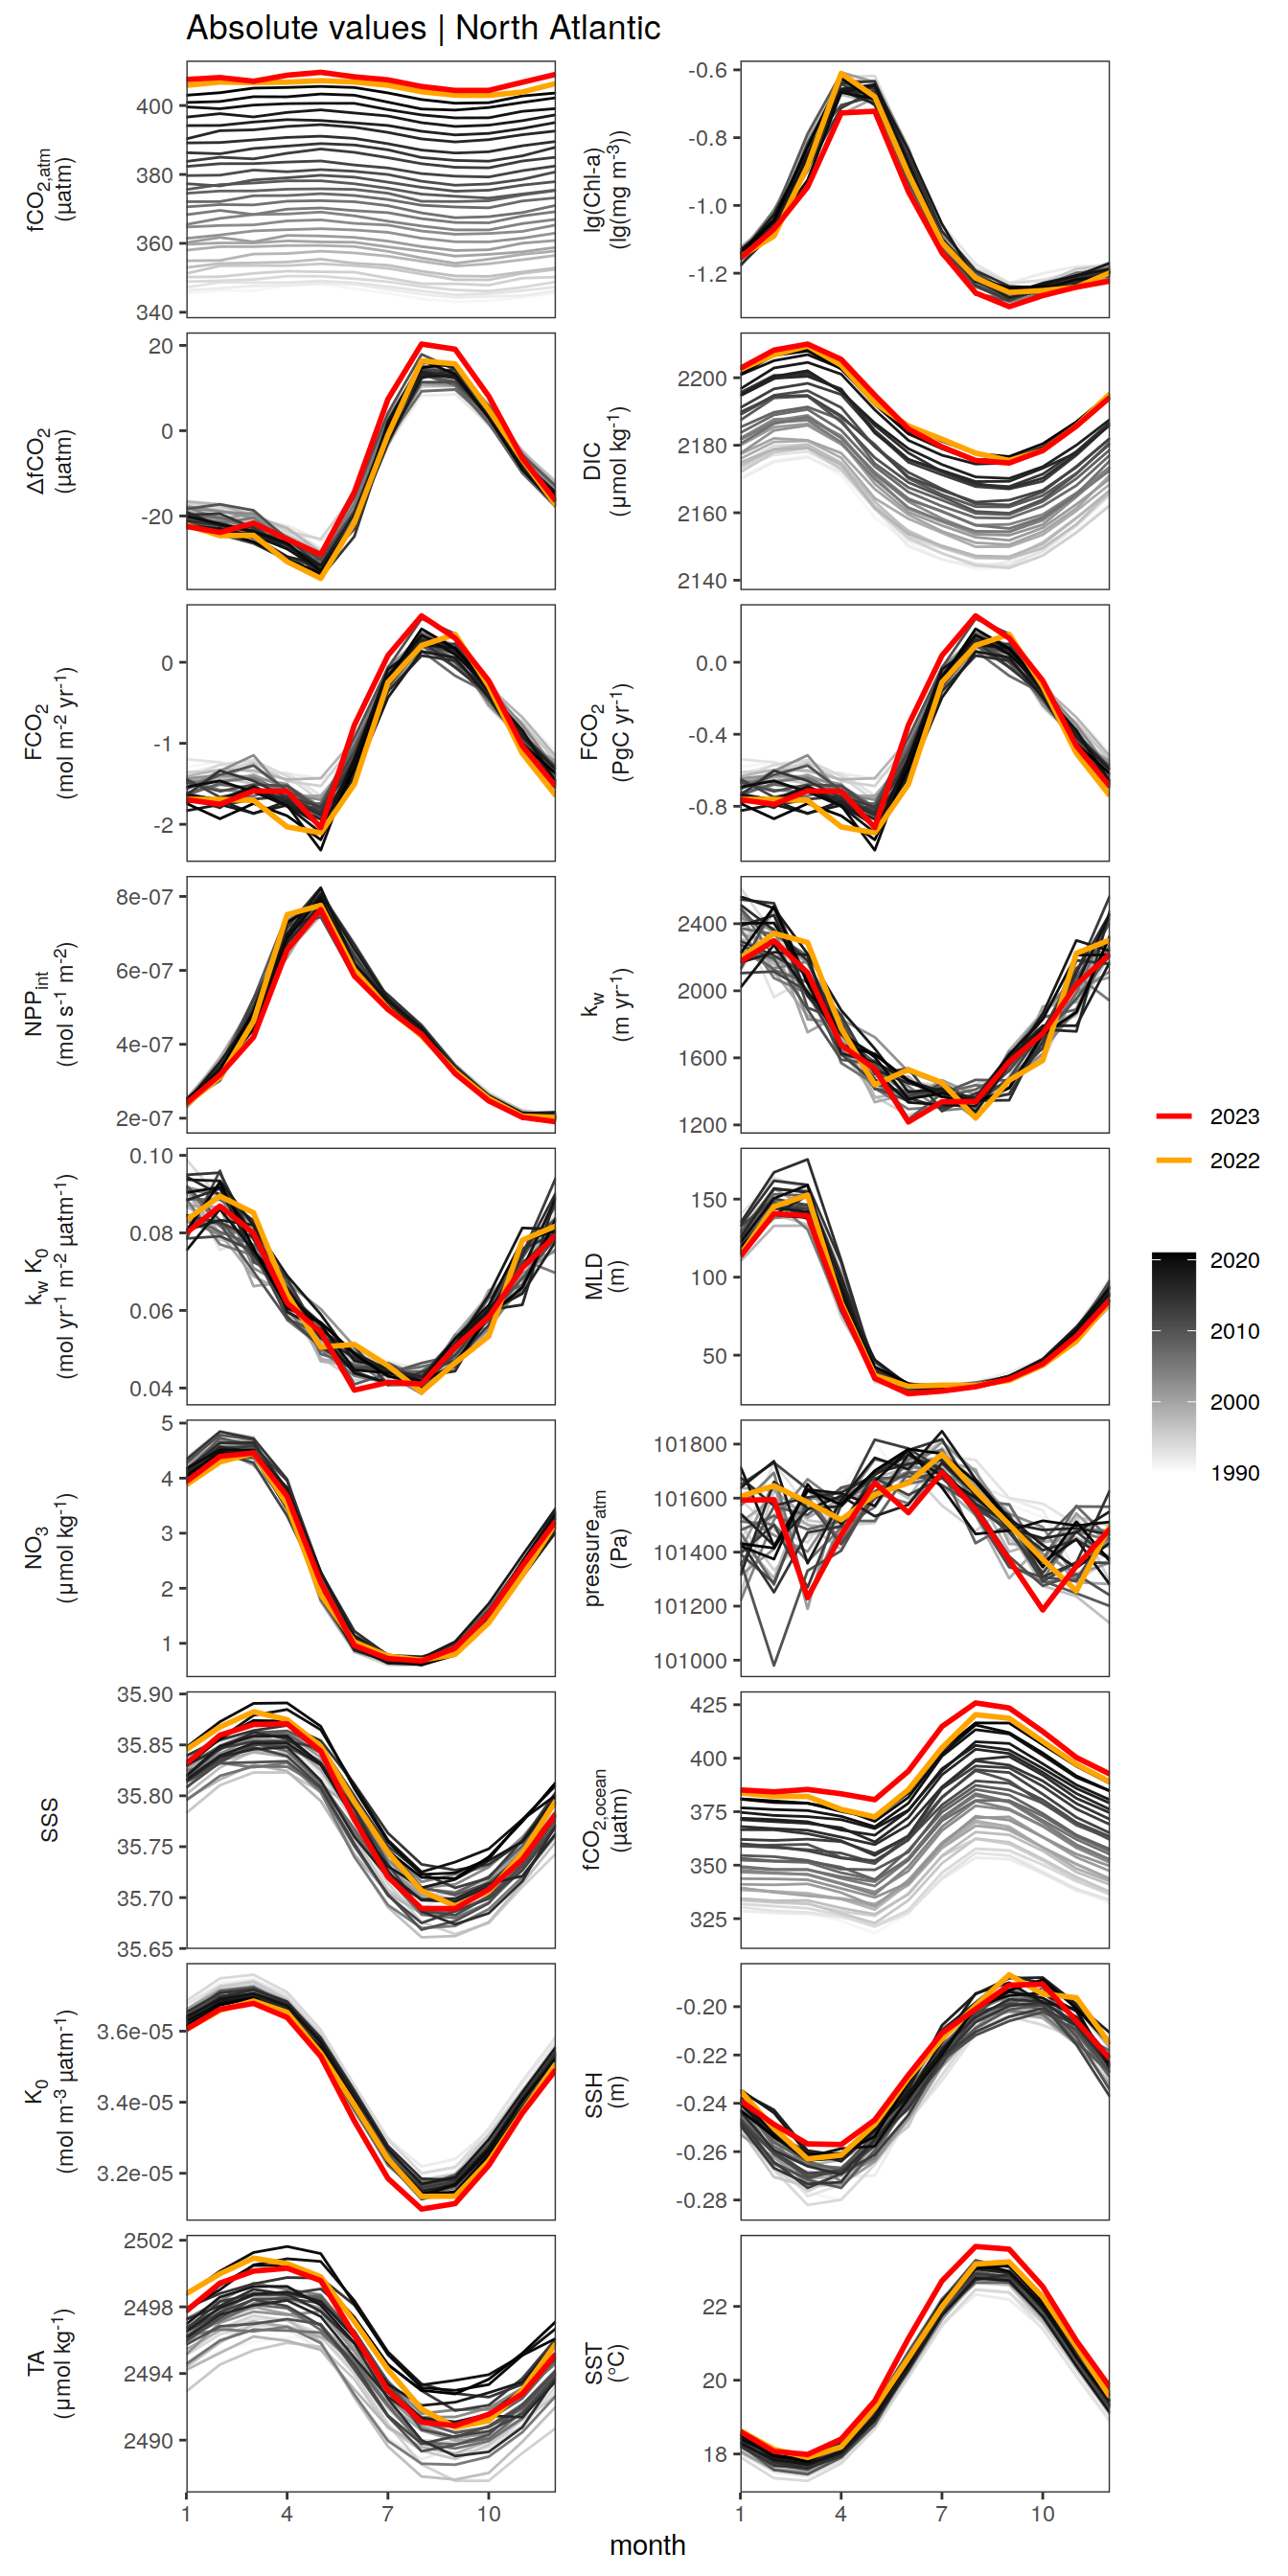 Absolute values | North Atlantic
fCO2,atm
(µatm)
400
380
360
340
lg(Chl-a)
(lg(mg m-3))
-0.6
-0.8
-1.0
-1.2
ΔfCO2
(µatm)
20
0
-20
DIC
(µmol kg-1)
2200
2180
2160
2140
FCO2
(mol m-2 yr-1)
0
-1
-2
FCO2
(PgC yr-1)
0.0
-0.4
-0.8
NPPint
(mol s-1 m-2)
8e-07
6e-07
4e-07
2e-07
kw
(m yr-1)
2400
2000
1600
1200
2023
2022
kw K0
(mol yr-1 m-2 µatm-1)
0.10
0.08
0.06
0.04
MLD
(m)
150
100
50
2020
2010
2000
1990
NO3
(µmol kg-1)
5
4
3
2
1
pressureatm
(Pa)
101800
101600
101400
101200
101000
SSS
35.90
35.85
35.80
35.75
35.70
35.65
fCO2,ocean
(µatm)
425
400
375
350
325
K0
(mol m-3 µatm-1)
3.6e-05
3.4e-05
3.2e-05
SSH
(m)
-0.20
-0.22
-0.24
-0.26
-0.28
TA
(µmol kg-1)
2502
2498
2494
2490
SST
(°C)
22
20
18
1 4 7 10
1 4 7 10
month